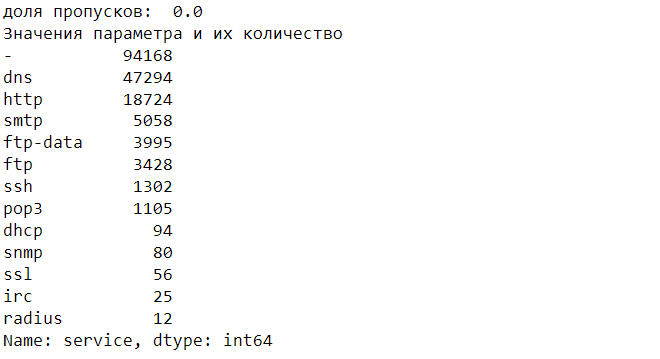 доля пропусков:  0.0
Значения параметра и их количество
-           94168
dns         47294
http        18724
smtp         5058
ftp-data     3995
ftp          3428
ssh          1302
pop3         1105
dhcp           94
snmp           80
ssl            56
irc            25
radius         12
Name: service, dtype: int64